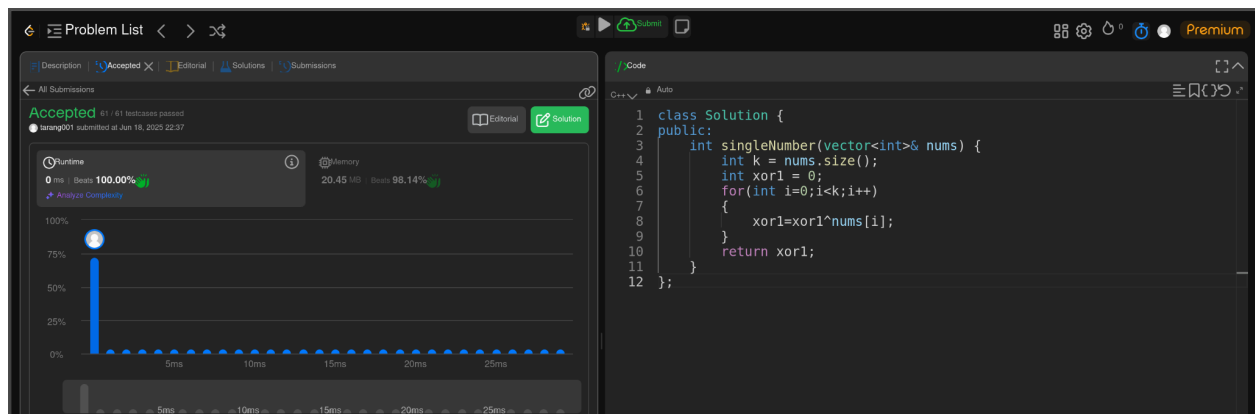 Problem List
Submit
0
Premium
Description | Accepted | Editorial | Solutions | Submissions
All Submissions
Accepted 61 / 61 testcases passed
tarang001 submitted at Jun 18, 2025 22:37
Editorial
Solution
Runtime
0 ms | Beats 100.00%
Analyze Complexity
Memory
20.45 MB | Beats 98.14%
100%
75%
50%
25%
0%
5ms 10ms 15ms 20ms 25ms
5ms 10ms 15ms 20ms 25ms
Code
C++ Auto
1 class Solution {
2 public:
3 int singleNumber(vector<int>& nums) {
4 int k = nums.size();
5 int xor1 = 0;
6 for(int i=0;i<k;i++)
7 {
8 xor1=xor1^nums[i];
9 }
10 return xor1;
11 }
12 };